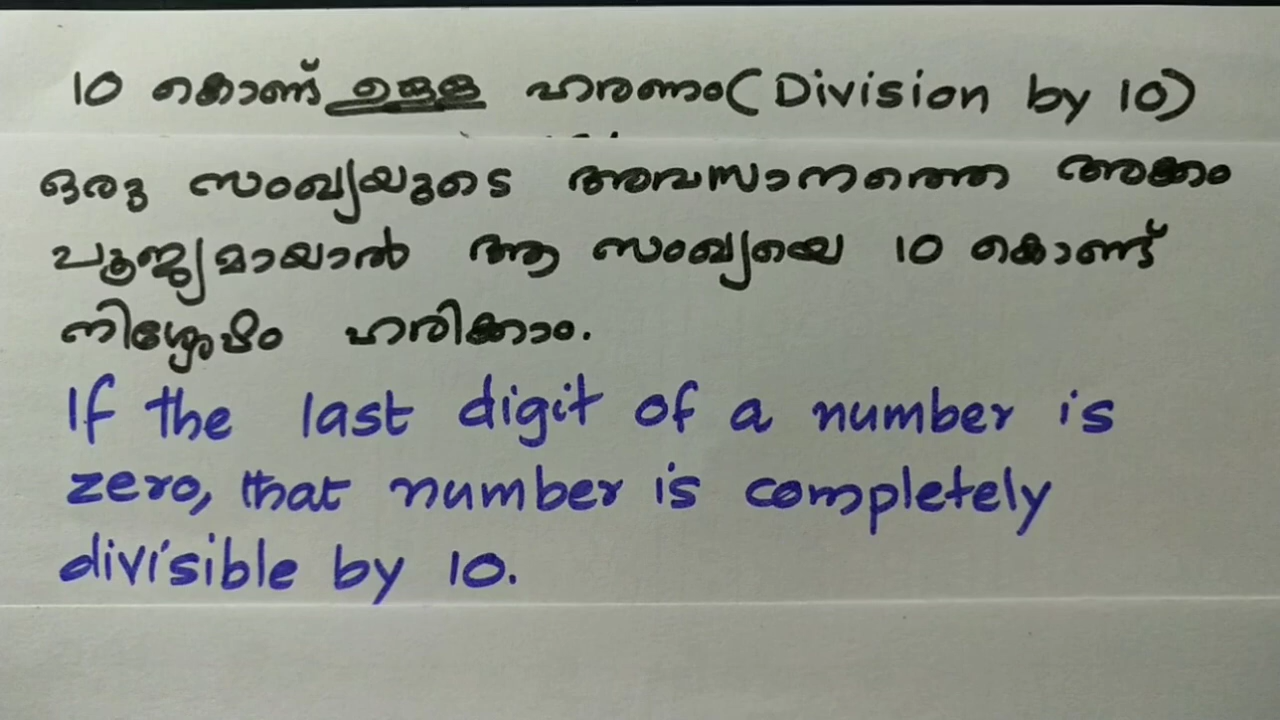 10 കൊണ്ട് ഉള്ള ഹരണം (Division by 10)
ഒരു സംഖ്യയുടെ അവസാനത്തെ അക്കം
പൂജ്യമായാൽ ആ സംഖ്യയെ 10 കൊണ്ട്
നിശ്ശേഷം ഹരിക്കാം.
If the last digit of a number is
zero, that number is completely
divisible by 10.